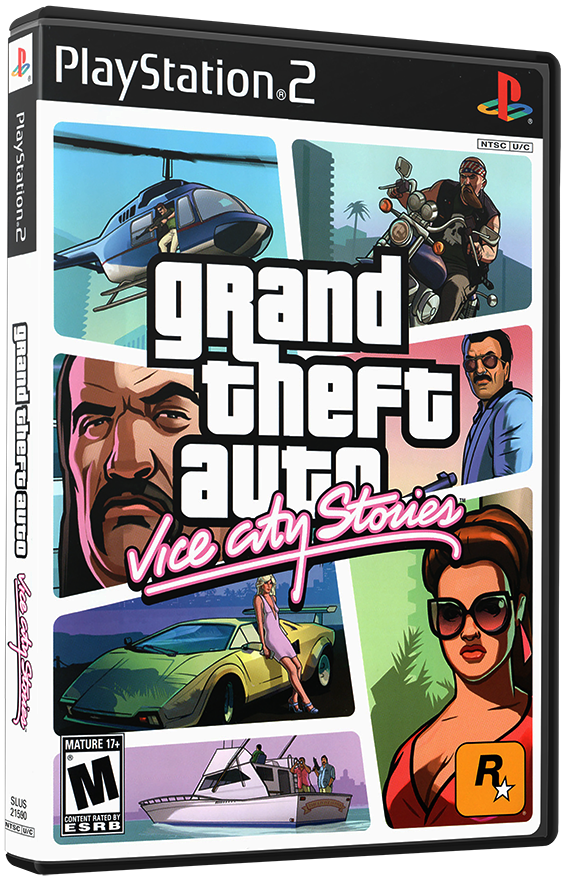 PlayStation®2
NTSC U/C
grand
theft
auto
Vice City Stories™
MATURE 17+
M
CONTENT RATED BY
ESRB
R
PlayStation®2
grand theft auto
Vice City Stories
SLUS
21590
NTSC U/C